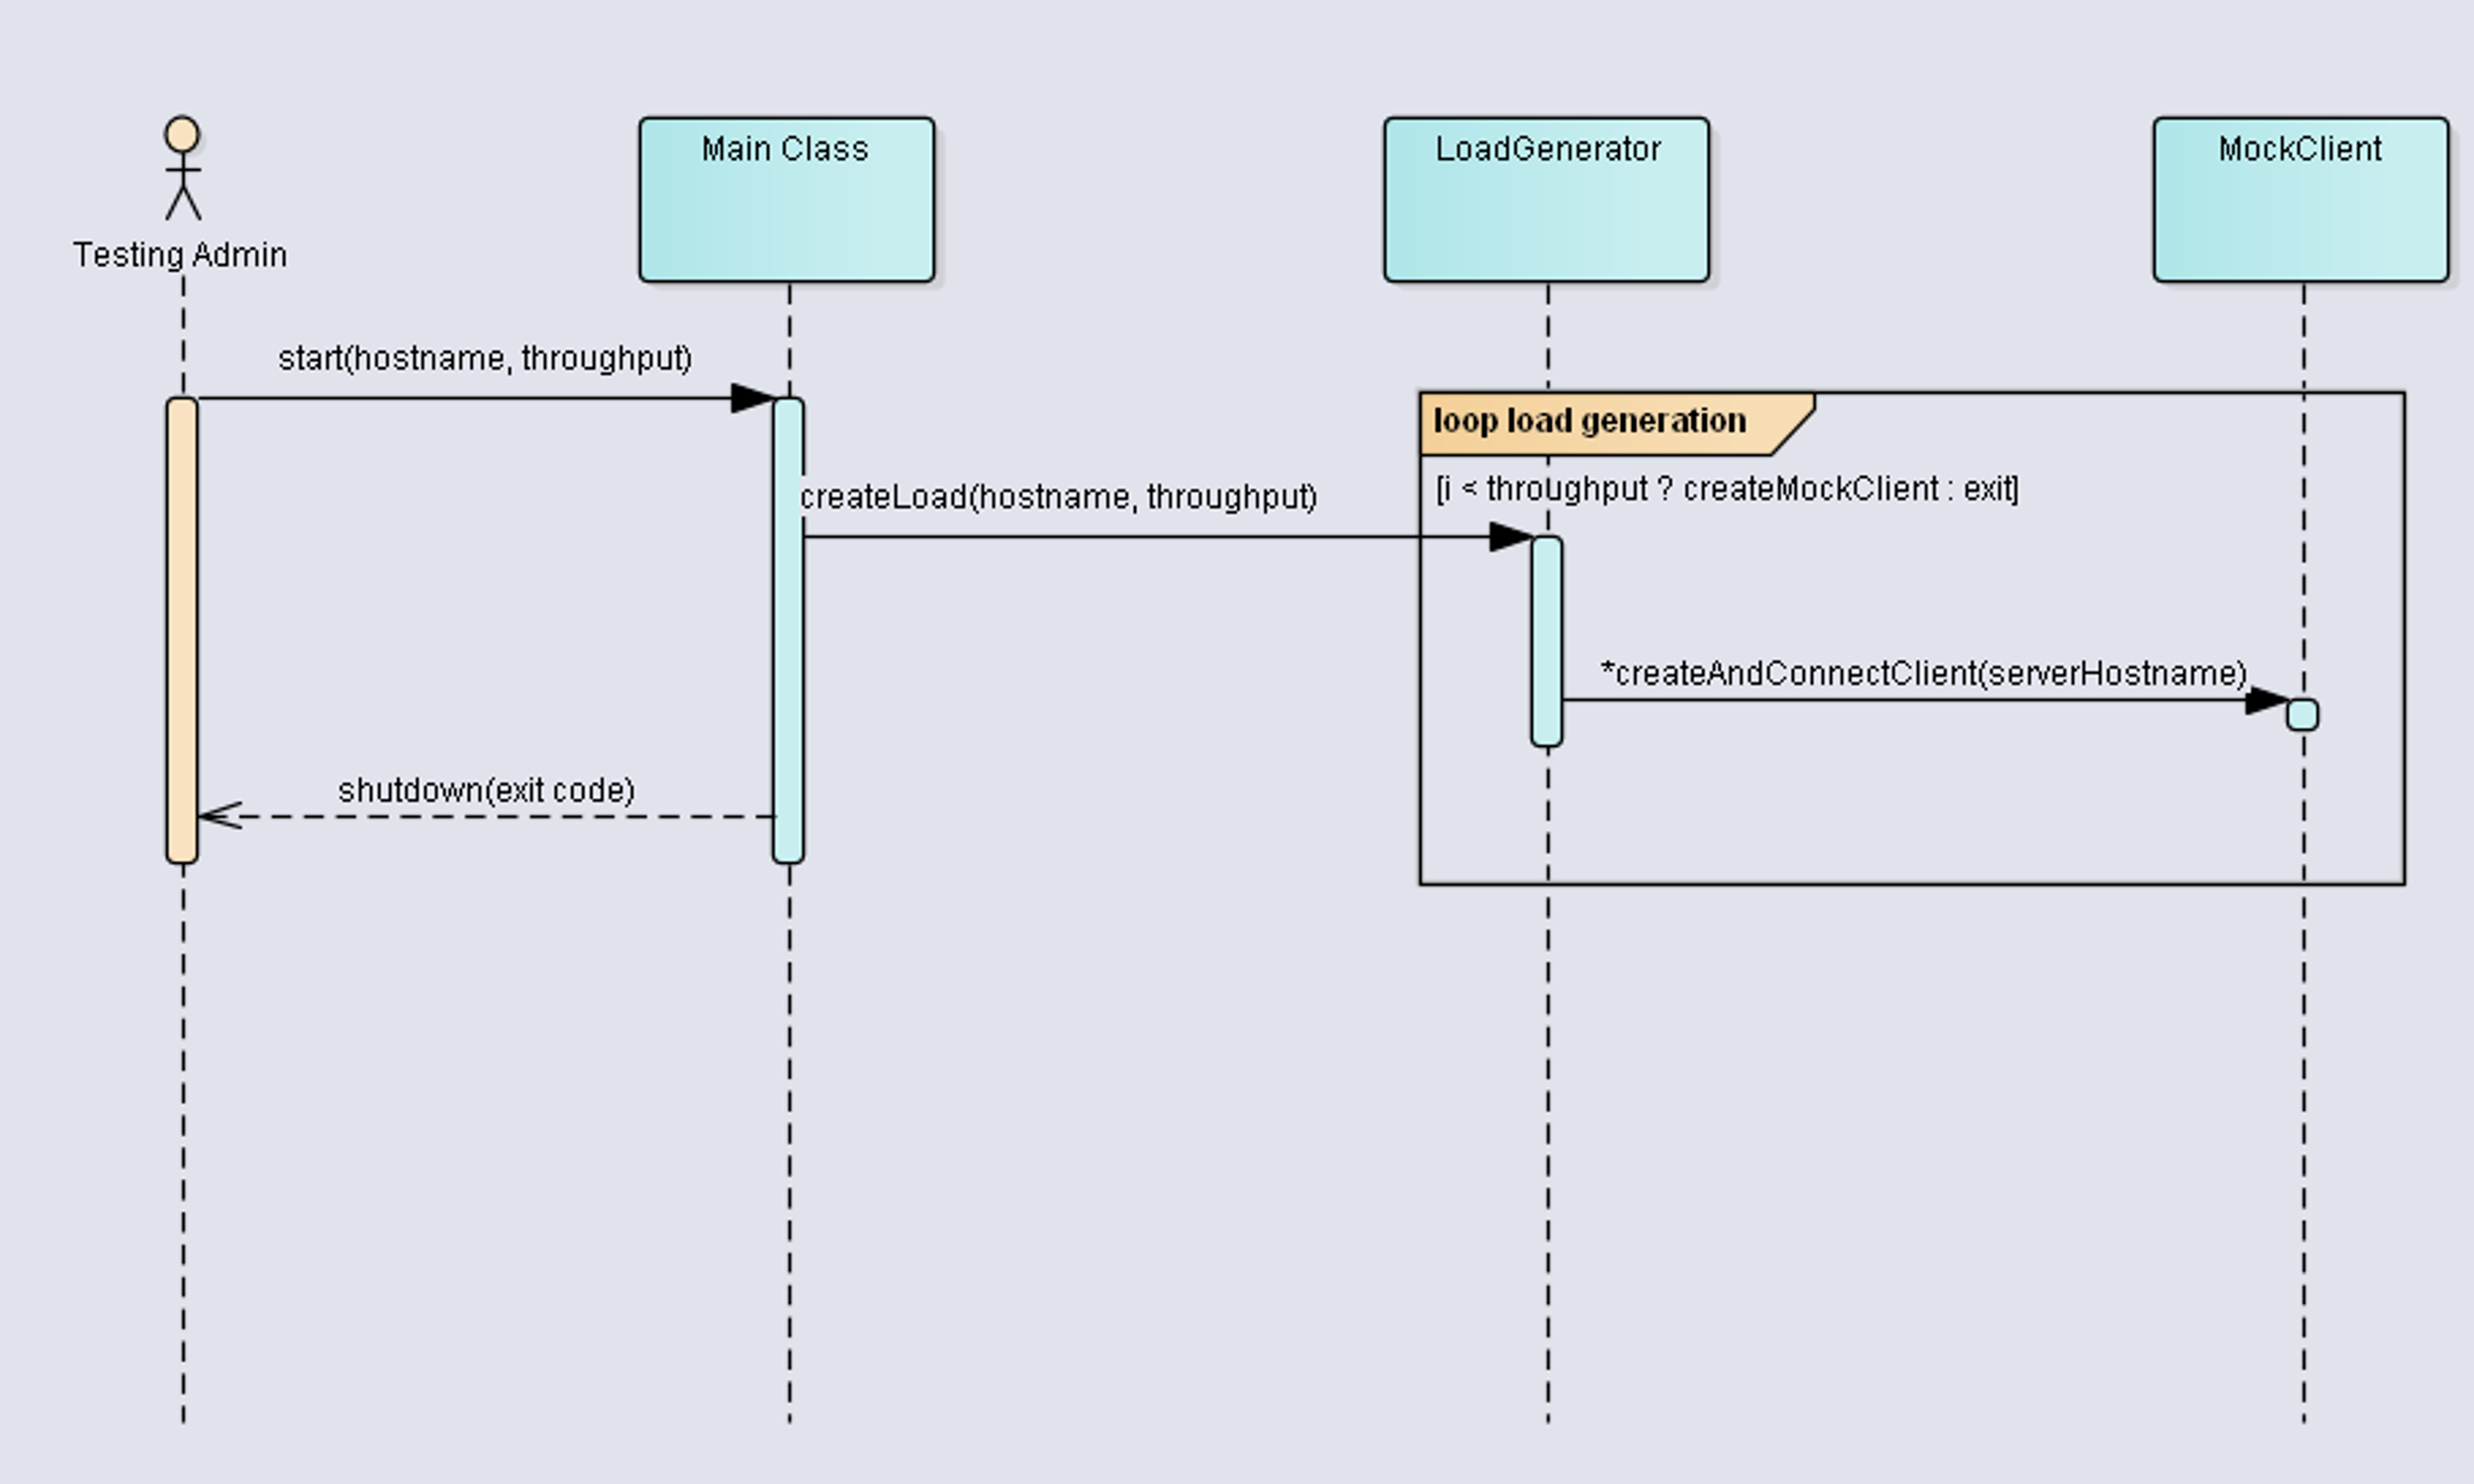 Testing Admin
Main Class
LoadGenerator
MockClient
start(hostname, throughput)
loop load generation
[i < throughput ? createMockClient : exit]
createLoad(hostname, throughput)
*createAndConnectClient(serverHostname)
shutdown(exit code)